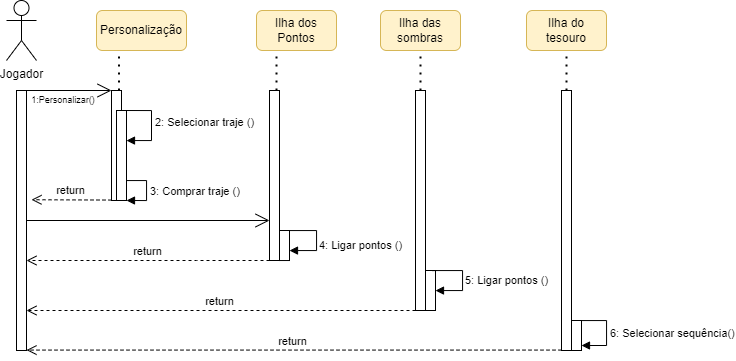 Personalização
Ilha dos
Pontos
Ilha das
sombras
Ilha do
tesouro
Jogador
1:Personalizar()
2: Selecionar traje ()
3: Comprar traje ()
return
4: Ligar pontos ()
return
5: Ligar pontos ()
return
6: Selecionar sequência()
return